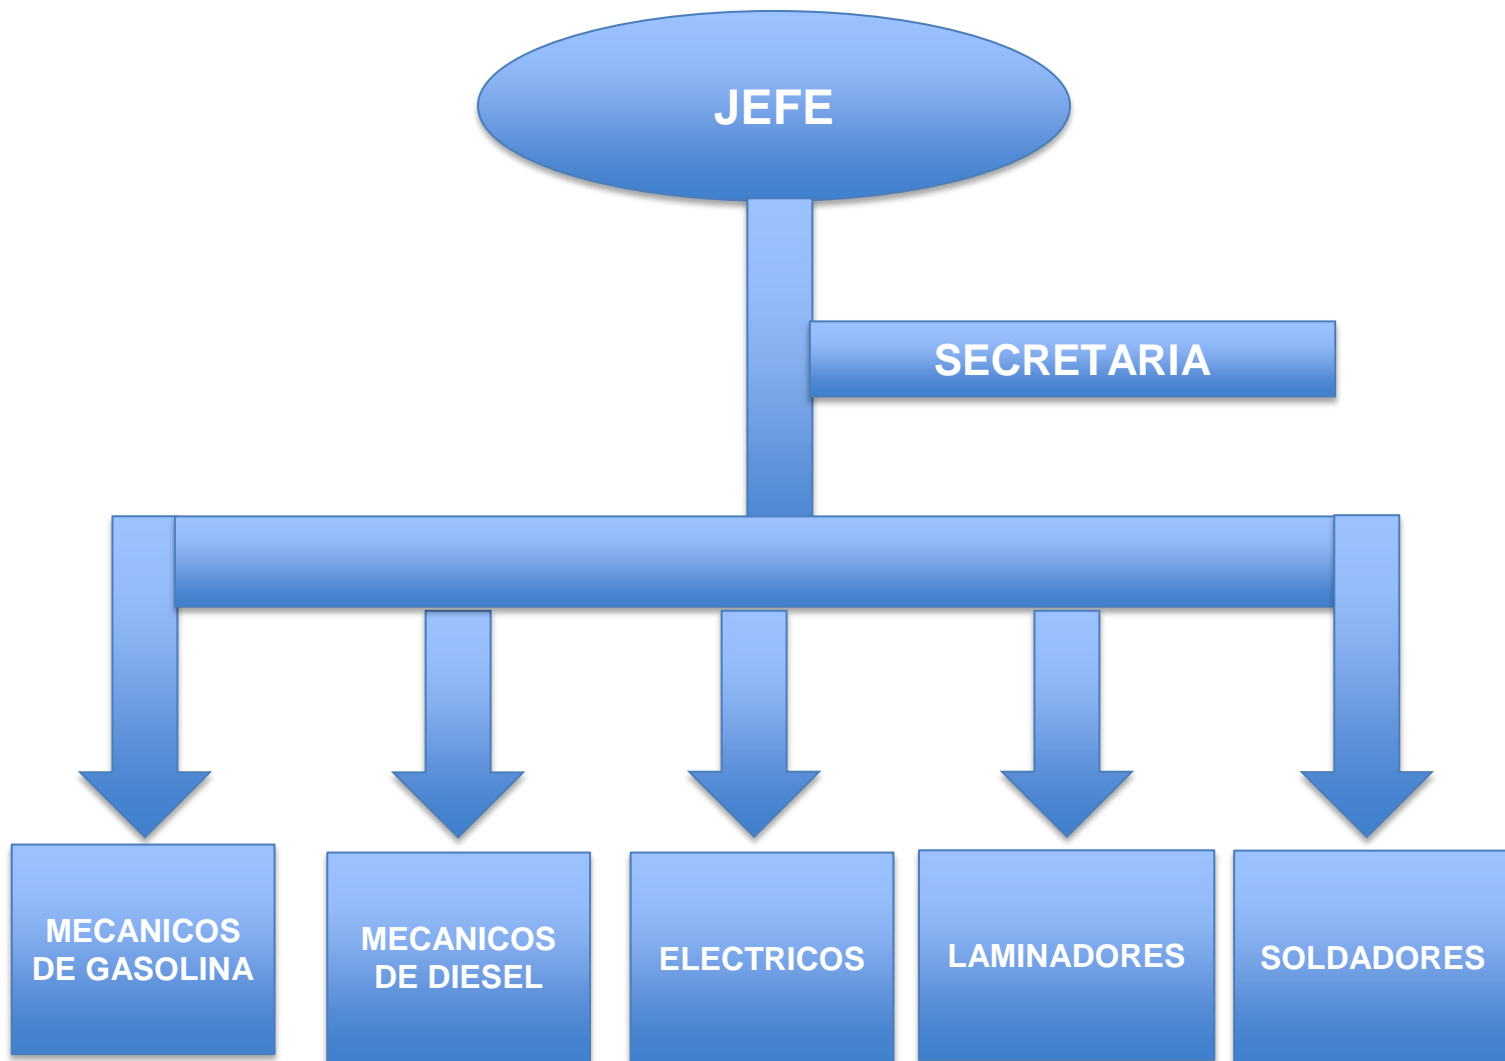 JEFE
SECRETARIA
MECANICOS
DE GASOLINA
MECANICOS
DE DIESEL
ELECTRICOS
LAMINADORES
SOLDADORES